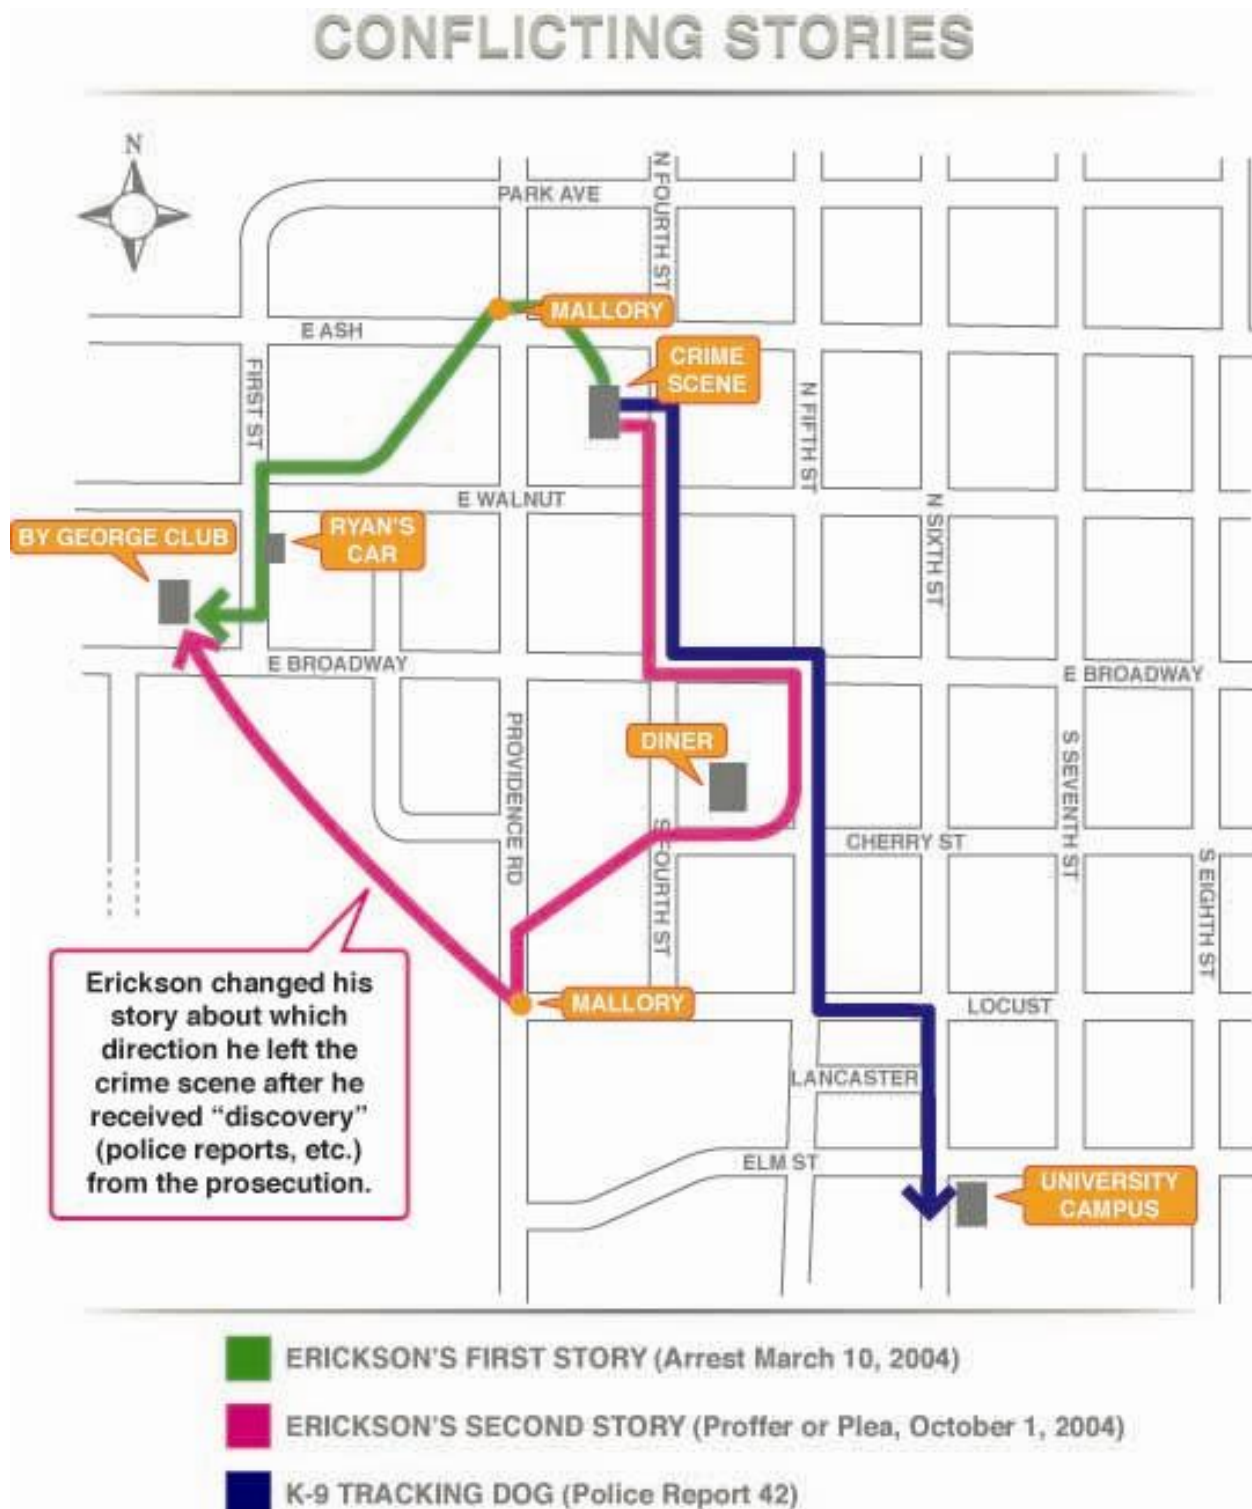 CONFLICTING STORIES
N
N FOURTH ST
PARK AVE
MALLORY
E ASH
CRIME
SCENE
FIRST ST
N FIFTH ST
E WALNUT
N SIXTH ST
BY GEORGE CLUB
RYAN'S
CAR
E BROADWAY
E BROADWAY
PROVIDENCE RD
DINER
S SEVENTH ST
S FOURTH ST
CHERRY ST
S EIGHTH ST
Erickson changed his
story about which
direction he left the
crime scene after he
received “discovery”
(police reports, etc.)
from the prosecution.
MALLORY
LOCUST
LANCASTER
ELM ST
UNIVERSITY
CAMPUS
ERICKSON'S FIRST STORY (Arrest March 10, 2004)
ERICKSON'S SECOND STORY (Proffer or Plea, October 1, 2004)
K-9 TRACKING DOG (Police Report 42)